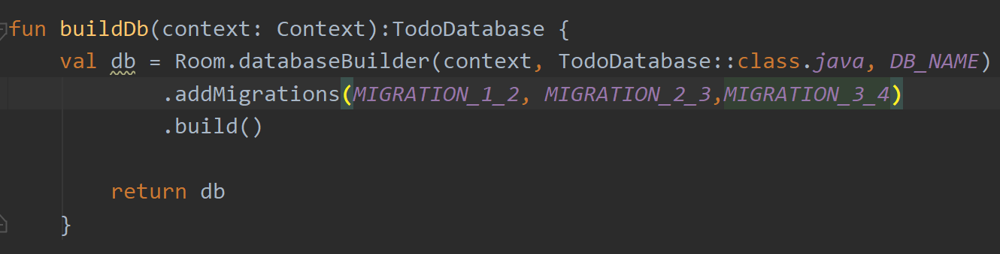 fun buildDb(context: Context):TodoDatabase {
val db = Room.databaseBuilder(context, TodoDatabase::class.java, DB_NAME)
.addMigrations(MIGRATION_1_2, MIGRATION_2_3,MIGRATION_3_4)
.build()
return db
}